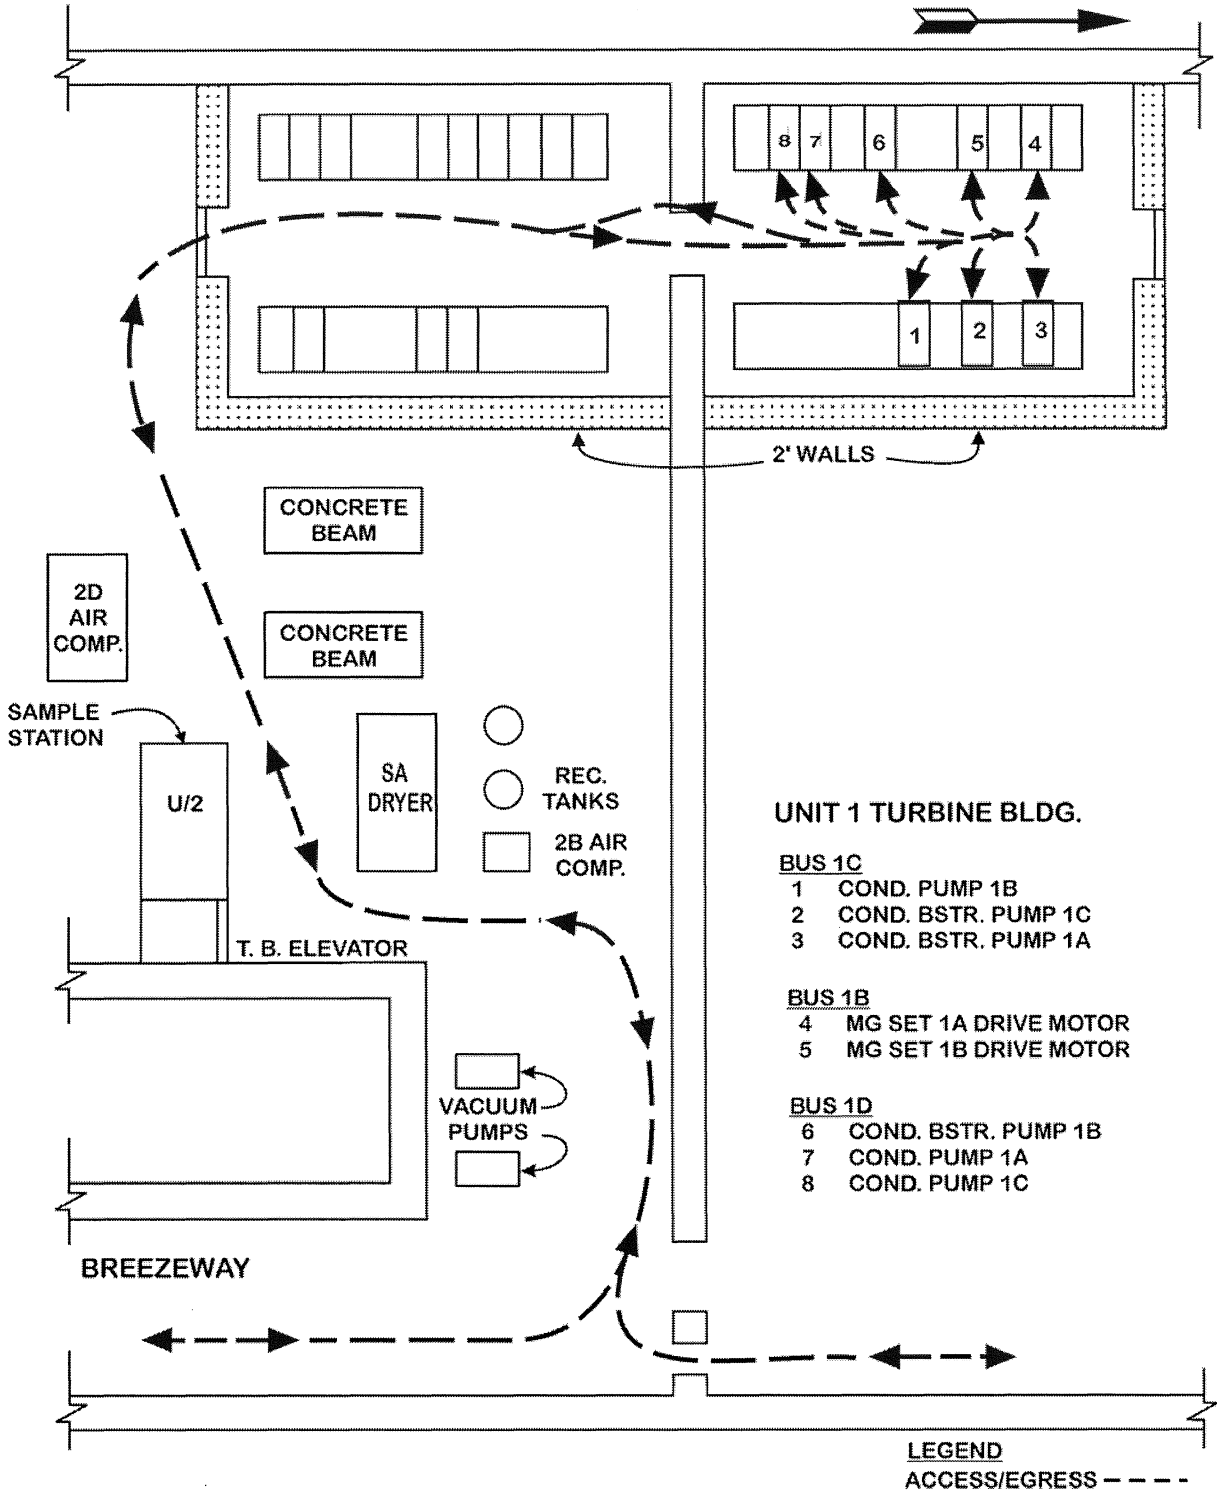 8 7 6 5 4
1 2 3
2' WALLS
CONCRETE
BEAM
2D
AIR
COMP.
CONCRETE
BEAM
SAMPLE
STATION
U/2
SA
DRYER
REC.
TANKS
2B AIR
COMP.
T. B. ELEVATOR
VACUUM
PUMPS
BREEZEWAY
UNIT 1 TURBINE BLDG.
BUS 1C
1 COND. PUMP 1B
2 COND. BSTR. PUMP 1C
3 COND. BSTR. PUMP 1A
BUS 1B
4 MG SET 1A DRIVE MOTOR
5 MG SET 1B DRIVE MOTOR
BUS 1D
6 COND. BSTR. PUMP 1B
7 COND. PUMP 1A
8 COND. PUMP 1C
LEGEND
ACCESS/EGRESS